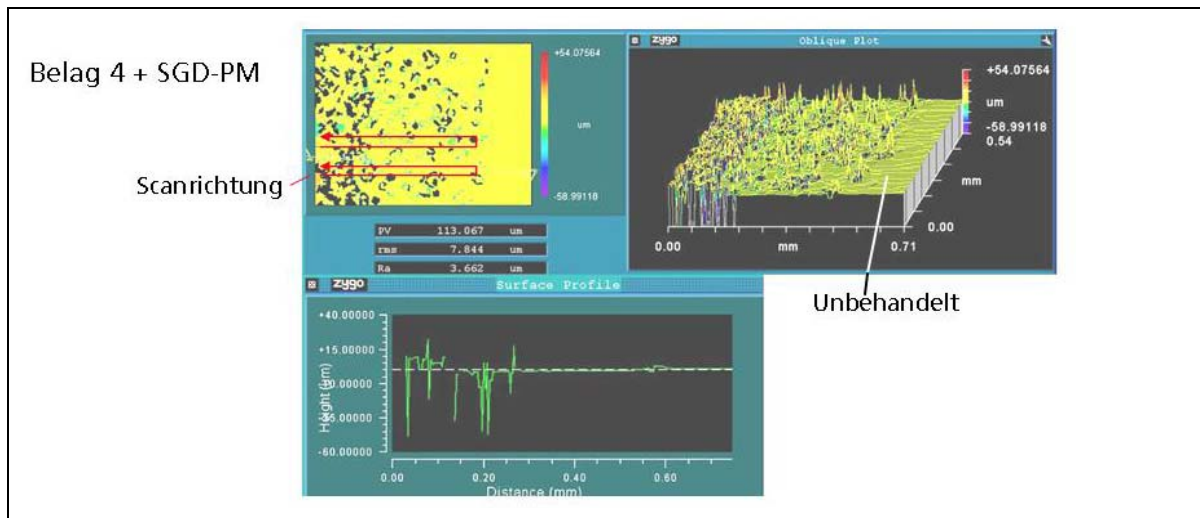 Belag 4 + SGD-PM
Scanrichtung
+54.07564
um
-58.99118
PV 113.067 um
rms 7.844 um
Ra 3.662 um
zygo Oblique Plot
+54.07564
um
-58.99118
0.54
mm
0.00
0.00 mm 0.71
Unbehandelt
zygo Surface Profile
+40.00000
+15.00000
-60.00000
Height (µm)
0.00 0.20 0.40 0.60
Distance (mm)